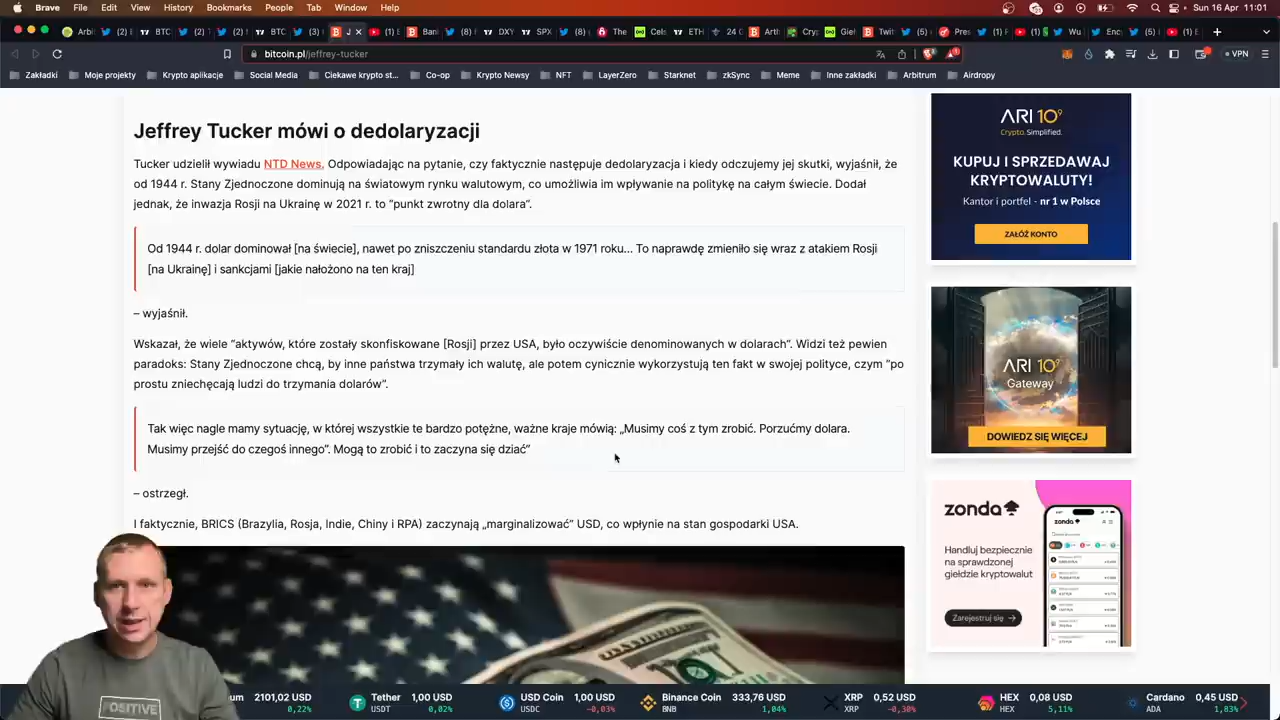 Brave File Edit View History Bookmarks
Sun 16 Apr 11:01
bitcoin.pl/jeffrey-tucker
VPN
Zakładki Moje projekty Krypto aplikacje Social Media Ciekawe krypto st... Co-op Krypto Newsy NFT LayerZero Starknet zkSync Meme Inne zakładki Arbitrum Airdropy
Jeffrey Tucker mówi o dedolaryzacji
Tucker udzielił wywiadu NTD News. Odpowiadając na pytanie, czy faktycznie następuje dedolaryzacja i kiedy odczujemy jej skutki, wyjaśnił, że
od 1944 r. Stany Zjednoczone dominują na światowym rynku walutowym, co umożliwia im wpływanie na politykę na całym świecie. Dodał
jednak, że inwazja Rosji na Ukrainę w 2021 r. to "punkt zwrotny dla dolara".
Od 1944 r. dolar dominował [na świecie], nawet po zniszczeniu standardu złota w 1971 roku... To naprawdę zmieniło się wraz z atakiem Rosji
[na Ukrainę] i sankcjami [jakie nałożono na ten kraj]
– wyjaśnił.
Wskazał, że wiele "aktywów, które zostały skonfiskowane [Rosji] przez USA, było oczywiście denominowanych w dolarach". Widzi też pewien
paradoks: Stany Zjednoczone chcą, by inne państwa trzymały ich walutę, ale potem cynicznie wykorzystują ten fakt w swojej polityce, czym "po
prostu zniechęcają ludzi do trzymania dolarów".
Tak więc nagle mamy sytuację, w której wszystkie te bardzo potężne, ważne kraje mówią: „Musimy coś z tym zrobić. Porzućmy dolara.
Musimy przejść do czegoś innego". Mogą to zrobić i to zaczyna się dziać"
– ostrzegł.
I faktycznie, BRICS (Brazylia, Rosja, Indie, Chiny i RPA) zaczynają „marginalizować" USD, co wpłynie na stan gospodarki USA.
ARI 10
Crypto. Simplified.
KUPUJ I SPRZEDAWAJ
KRYPTOWALUTY!
Kantor i portfel - nr 1 w Polsce
ZAŁÓŻ KONTO
ARI 10
Gateway
DOWIEDZ SIĘ WIĘCEJ
zonda
Handluj bezpiecznie
na sprawdzonej
giełdzie kryptowalut
Zarejestruj się
zonda
OSITIVE
um 2101,02 USD Tether 1,00 USD USD Coin 1,00 USD Binance Coin 333,76 USD XRP 0,52 USD HEX 0,08 USD Cardano 0,45 USD
0,22% USDT 0,02% USDC −0,03% BNB 1,04% XRP −0,30% HEX 5,11% ADA 1,83%